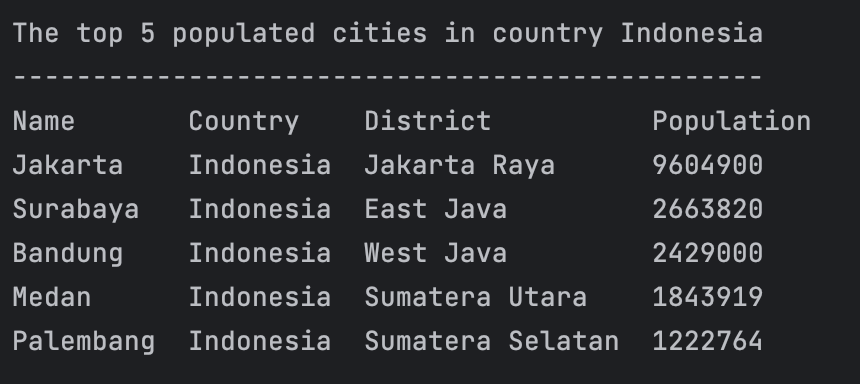 The top 5 populated cities in country Indonesia
-----------------------------------------------
Name       Country    District          Population
Jakarta    Indonesia  Jakarta Raya      9604900
Surabaya   Indonesia  East Java         2663820
Bandung    Indonesia  West Java         2429000
Medan      Indonesia  Sumatera Utara    1843919
Palembang  Indonesia  Sumatera Selatan  1222764